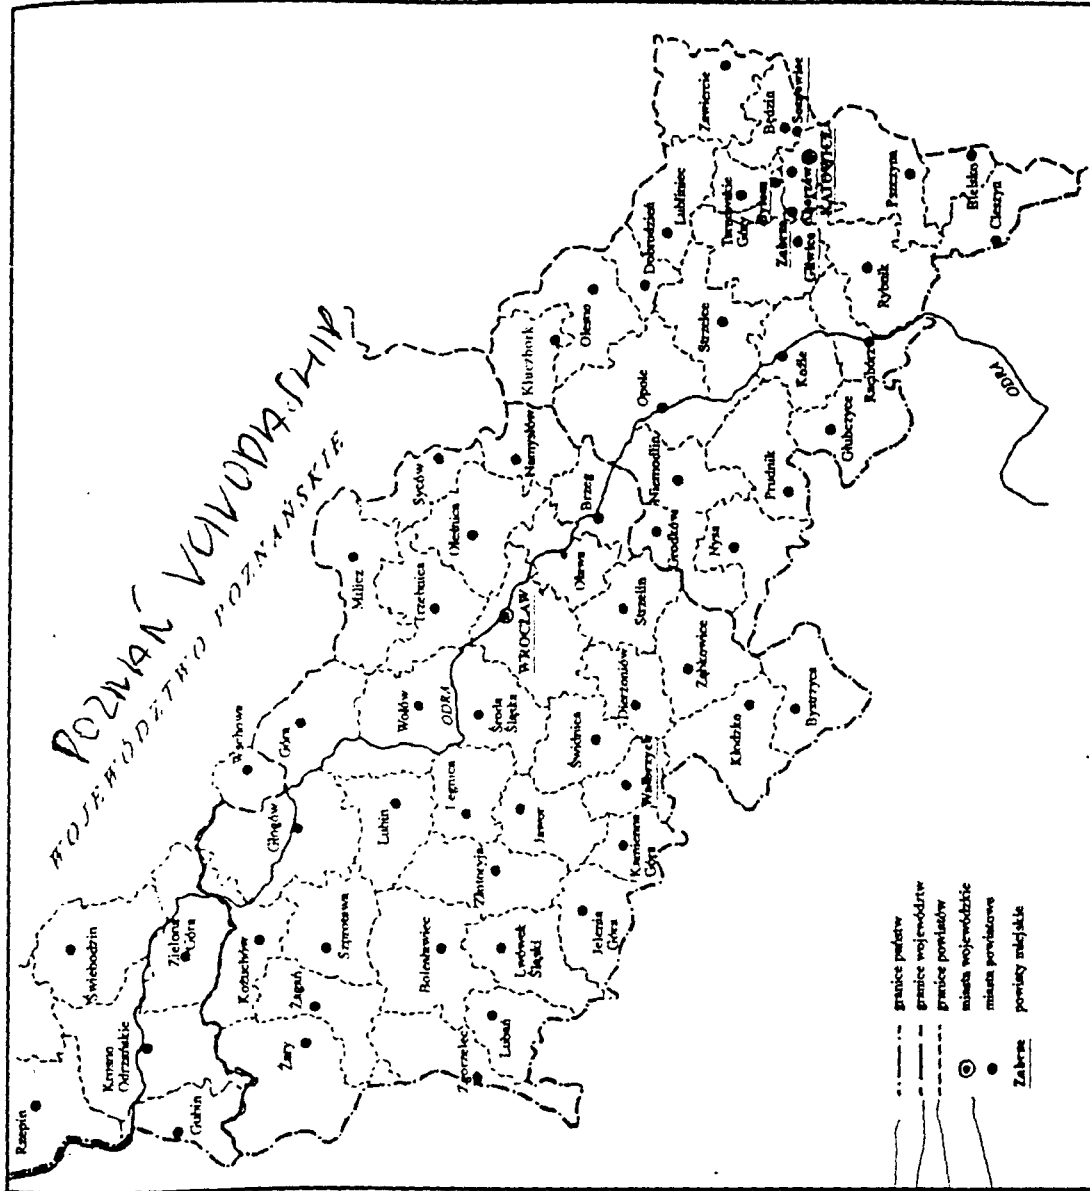 POZNAŃ VOIVODASHIP
WOJEWÓDZTWO POZNAŃSKIE
Rzepin
Świebodzin
Krosno
Odrzańskie
Gubin
Zielona
Góra
Wschowa
Kożuchów
Głogów
Góra
Żagań
Żary
Szprotawa
Milicz
Syców
Lubin
Wołów
Trzebnica
Oleśnica
Namysłów
Kluczbork
Olesno
Bolesławiec
Legnica
ODRA
Zgorzelec
Lubań
Lwówek
Śląski
Złotoryja
Jawor
Środa
Śląska
WROCŁAW
Oława
Brzeg
Opole
Dobrodzień
Lubliniec
Zawiercie
Jelenia
Góra
Kamienna
Góra
Wałbrzych
Świdnica
Dzierżoniów
Strzelin
Grodków
Niemodlin
Strzelce
Tarnowskie
Góry
Bytom
Będzin
Sosnowiec
Zabrze
Chorzów
Gliwice
KATOWICE
Ząbkowice
Nysa
Prudnik
Koźle
Kłodzko
Bystrzyca
Głubczyce
Racibórz
Rybnik
Pszczyna
Bielsko
Cieszyn
ODRA
granice państw
granice województw
granice powiatów
miasta wojewódzkie
miasta powiatowe
Zabrze powiaty miejskie